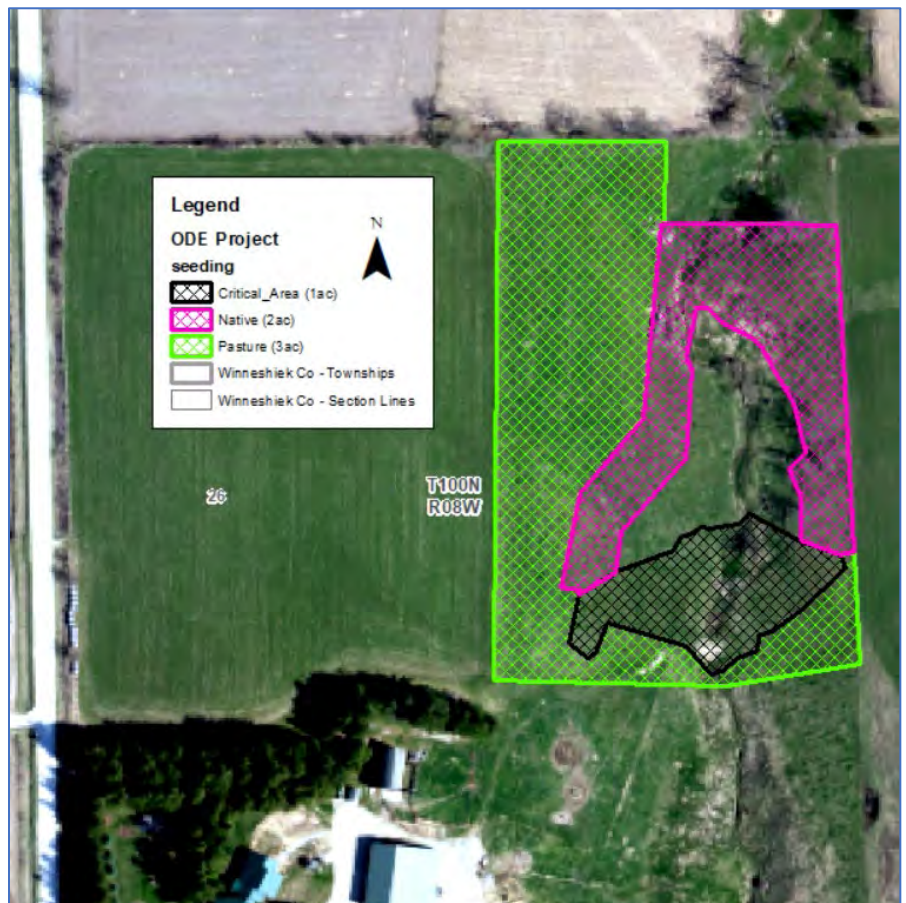 Legend
N
ODE Project
seeding
Critical_Area (1ac)
Native (2ac)
Pasture (3ac)
Winneshiek Co - Townships
Winneshiek Co - Section Lines
26
T100N
R08W